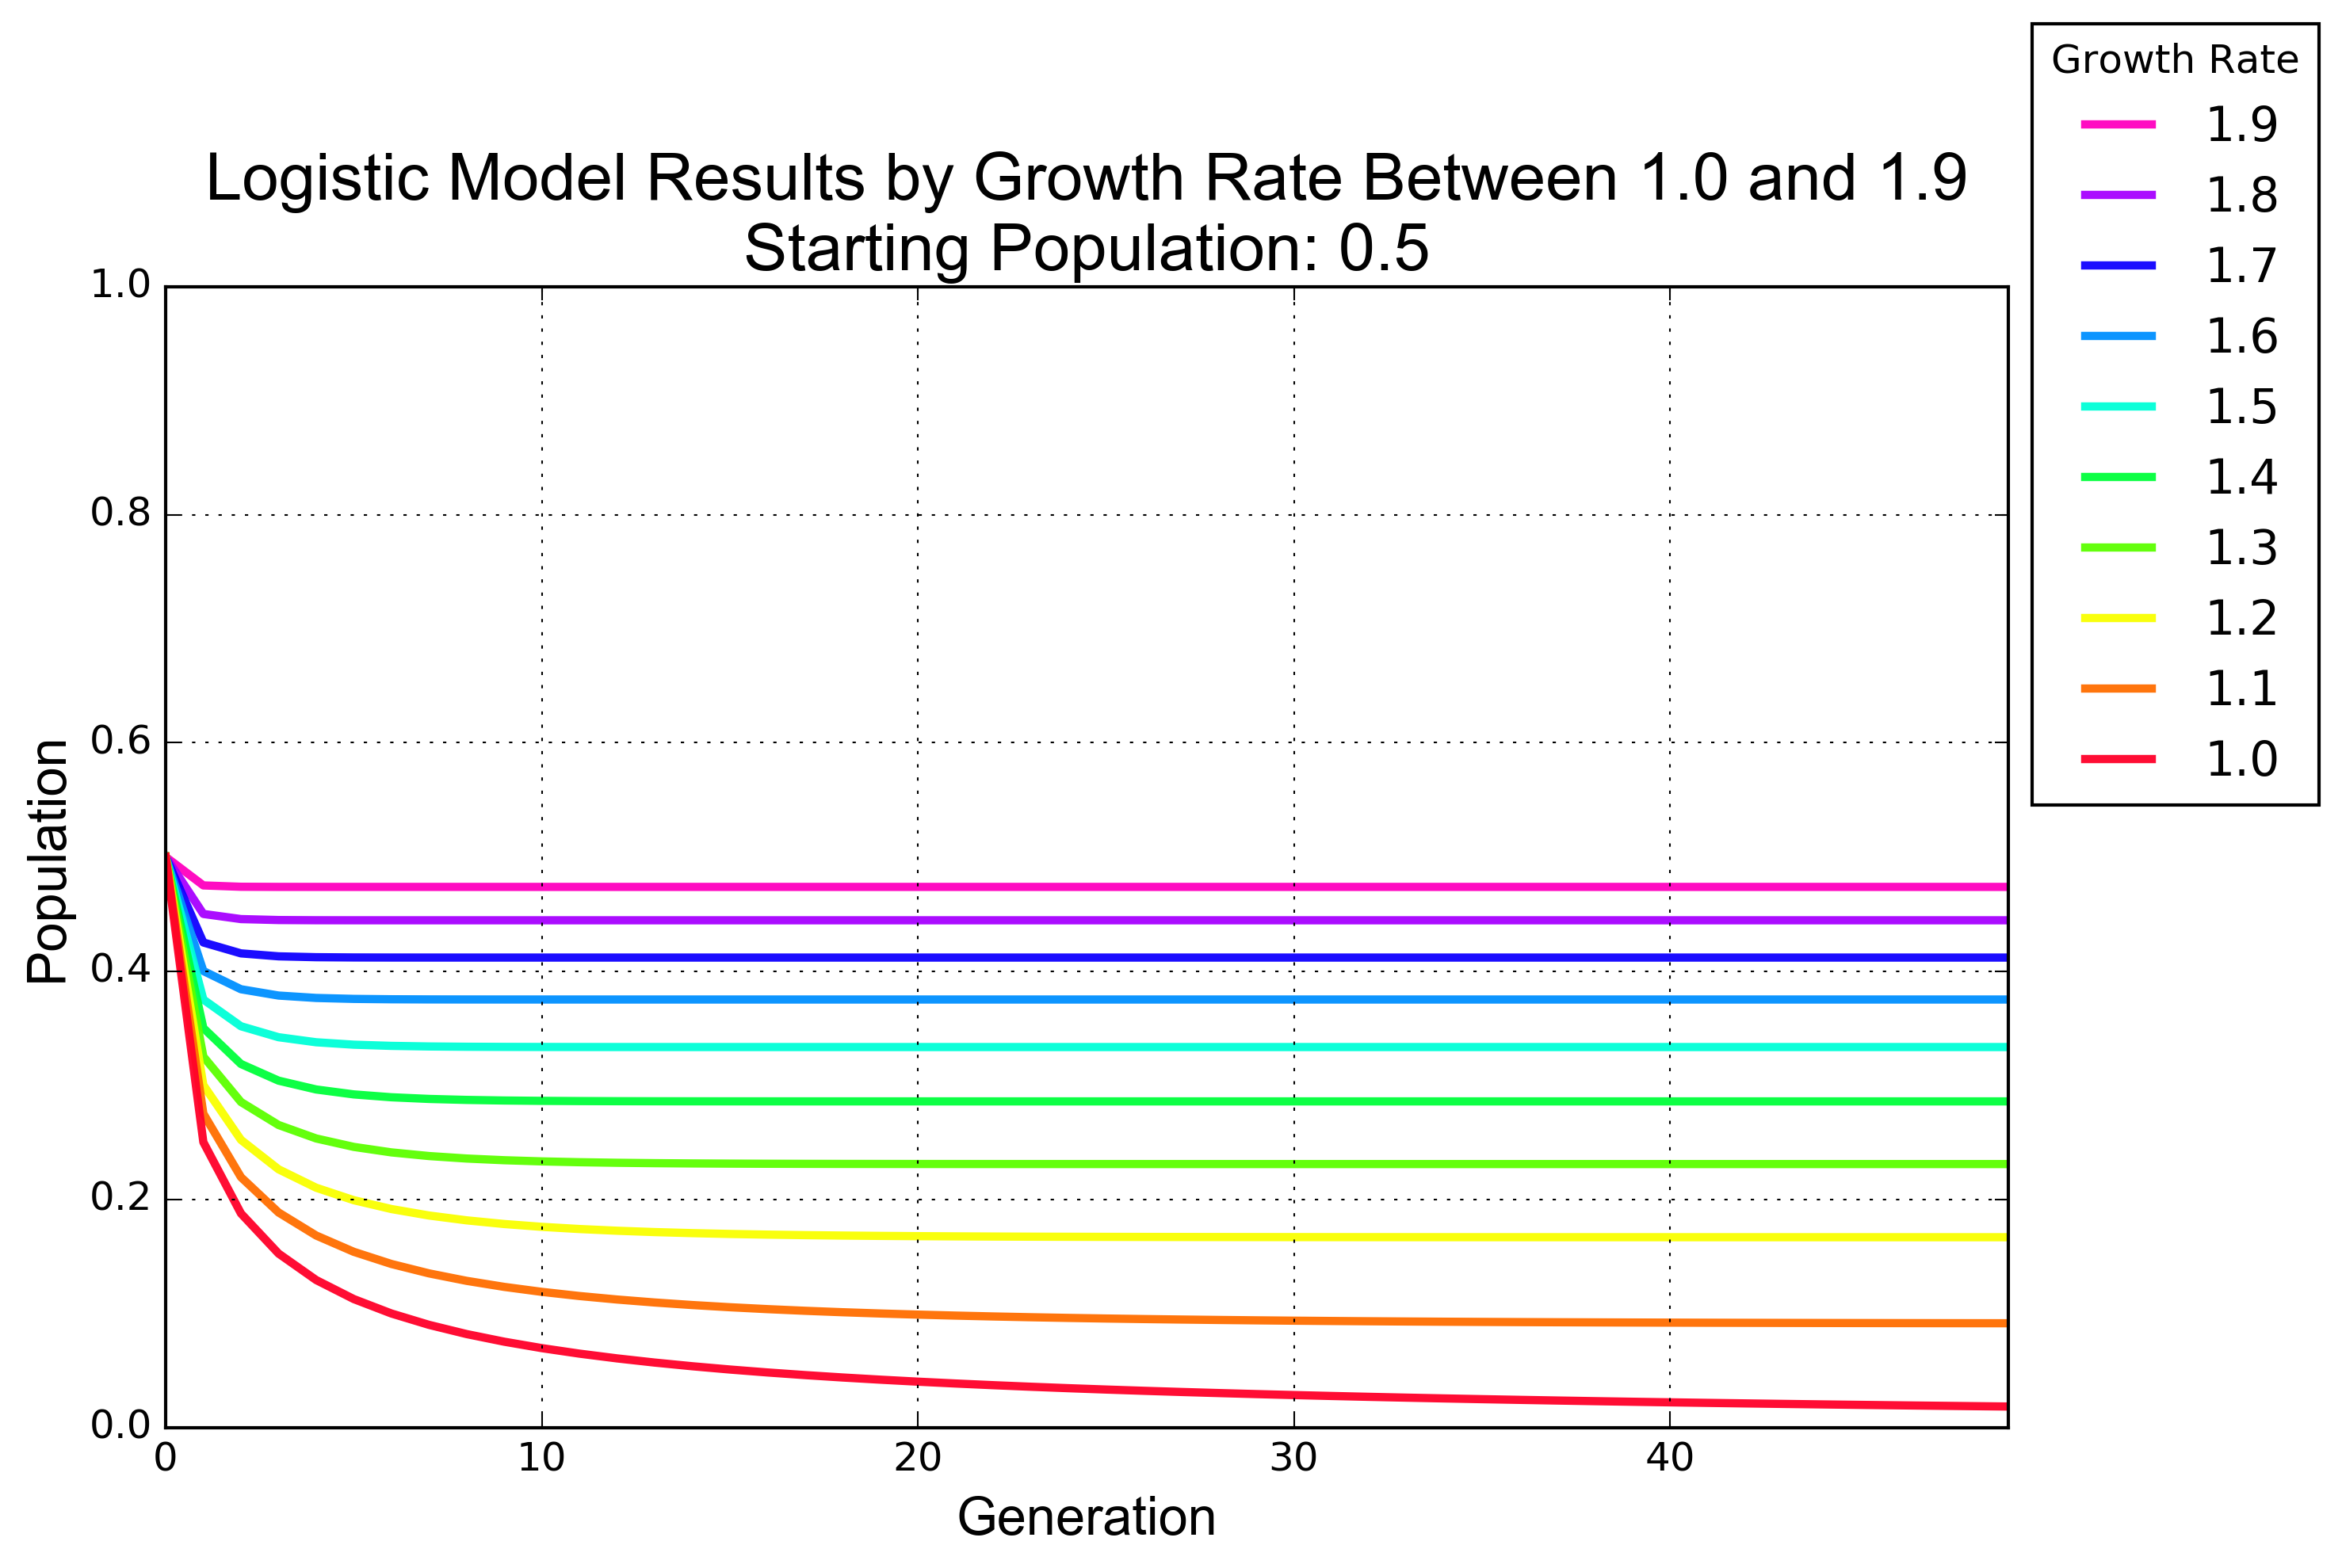 Growth Rate
1.9
1.8
1.7
1.6
1.5
1.4
1.3
1.2
1.1
1.0
Logistic Model Results by Growth Rate Between 1.0 and 1.9
Starting Population: 0.5
Population
1.0
0.8
0.6
0.4
0.2
0.0
0 10 20 30 40
Generation